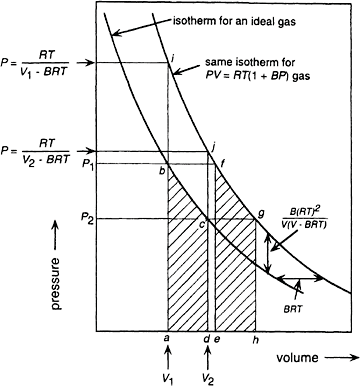 isotherm for an ideal gas
P = RT / (V1 - BRT)
i
same isotherm for
PV = RT(1 + BP) gas
P = RT / (V2 - BRT)
j
P1
b
f
P2
c
g
B(RT)² / V(V - BRT)
BRT
pressure
a
d
e
h
volume
V1
V2